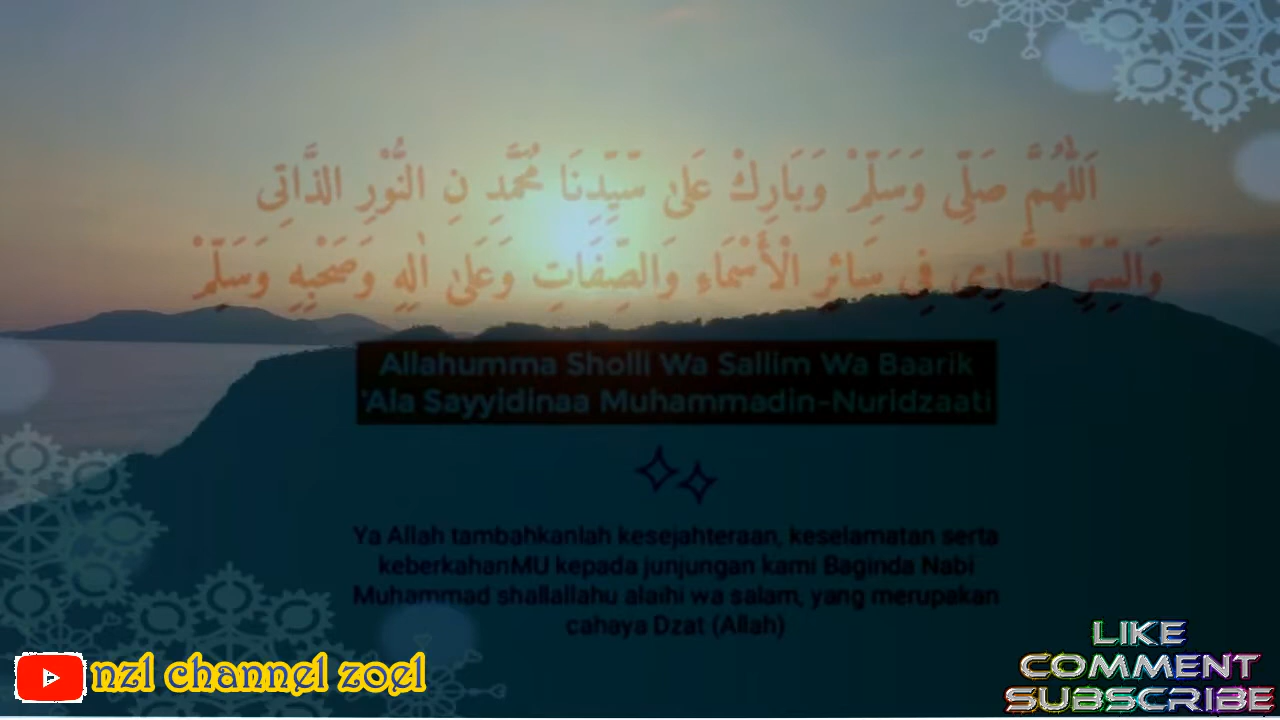 اَللّٰهُمَّ صَلِّى وَسَلِّمْ وَبَارِكْ عَلٰى سَيِّدِنَا مُحَمَّدِ نِ النُّوْرِ الذَّاتِى
وَالسِّرِّ السَّارِى فِى سَائِرِ الْأَسْمَاءِ وَالصِّفَاتِ وَعَلٰى اٰلِهِ وَصَحْبِهِ وَسَلِّمْ
Allahumma Sholli Wa Sallim Wa Baarik
'Ala Sayyidinaa Muhammadin-Nuridzaati
Ya Allah tambahkanlah kesejahteraan, keselamatan serta
keberkahanMU kepada junjungan kami Baginda Nabi
Muhammad shallallahu alaihi wa salam, yang merupakan
cahaya Dzat (Allah)
nzl channel zoel
LIKE
COMMENT
SUBSCRIBE